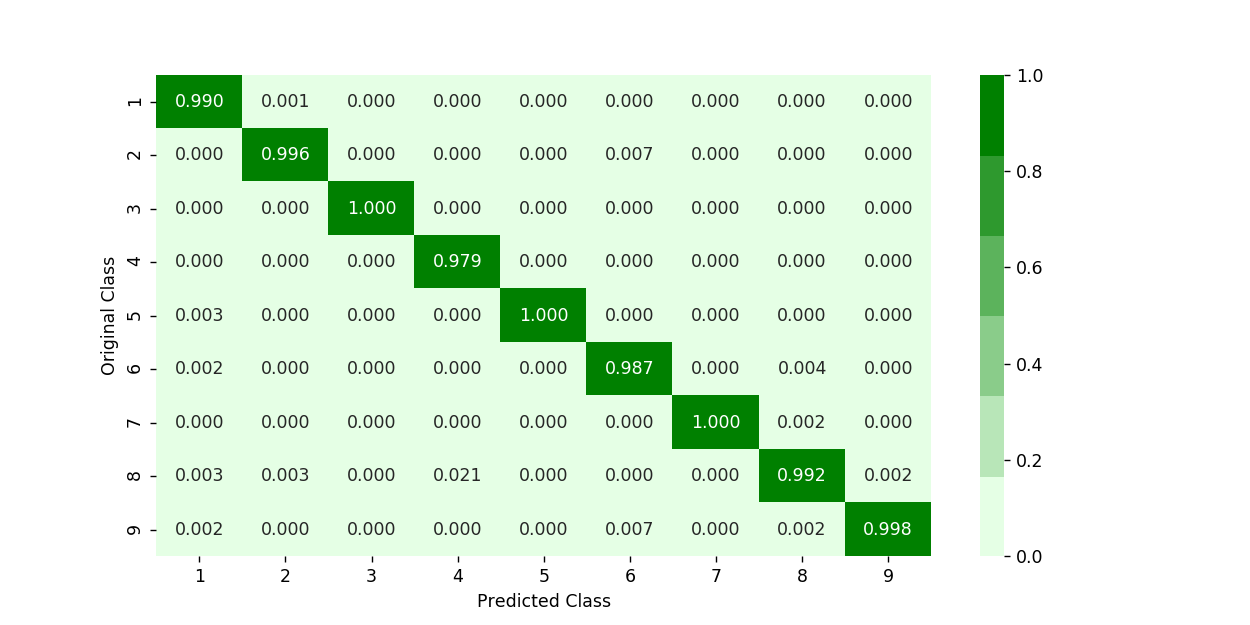 1 0.990 0.001 0.000 0.000 0.000 0.000 0.000 0.000 0.000
2 0.000 0.996 0.000 0.000 0.000 0.007 0.000 0.000 0.000
3 0.000 0.000 1.000 0.000 0.000 0.000 0.000 0.000 0.000
4 0.000 0.000 0.000 0.979 0.000 0.000 0.000 0.000 0.000
5 0.003 0.000 0.000 0.000 1.000 0.000 0.000 0.000 0.000
6 0.002 0.000 0.000 0.000 0.000 0.987 0.000 0.004 0.000
7 0.000 0.000 0.000 0.000 0.000 0.000 1.000 0.002 0.000
8 0.003 0.003 0.000 0.021 0.000 0.000 0.000 0.992 0.002
9 0.002 0.000 0.000 0.000 0.000 0.007 0.000 0.002 0.998
1 2 3 4 5 6 7 8 9
Predicted Class
Original Class
1.0
0.8
0.6
0.4
0.2
0.0